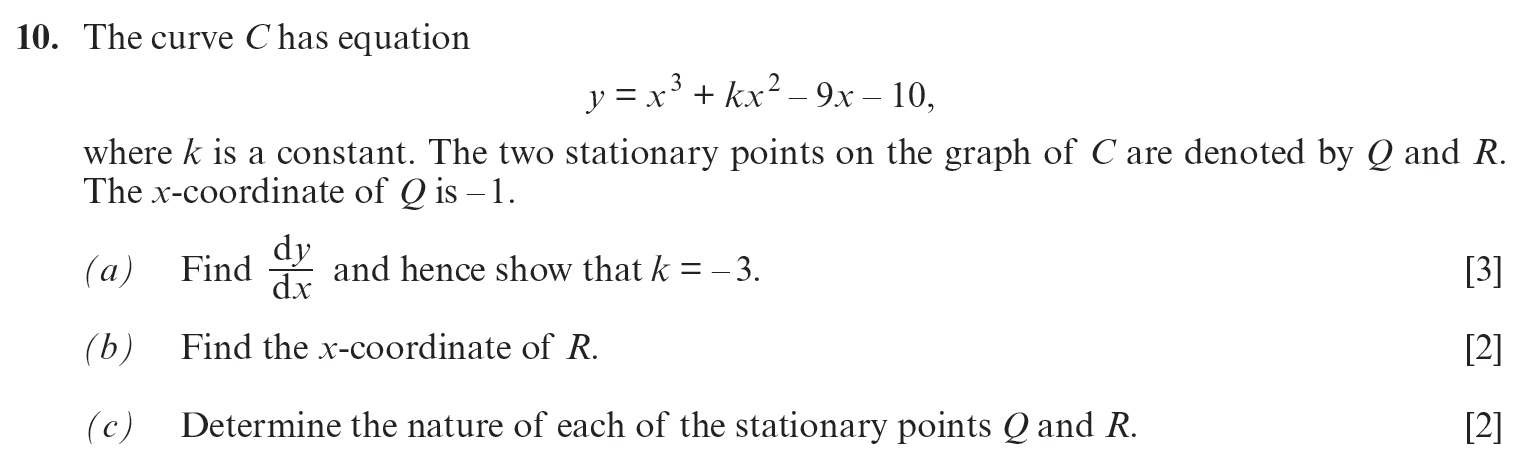 10. The curve C has equation
y = x³ + kx² – 9x – 10,
where k is a constant. The two stationary points on the graph of C are denoted by Q and R.
The x-coordinate of Q is –1.
(a) Find dy/dx and hence show that k = –3. [3]
(b) Find the x-coordinate of R. [2]
(c) Determine the nature of each of the stationary points Q and R. [2]